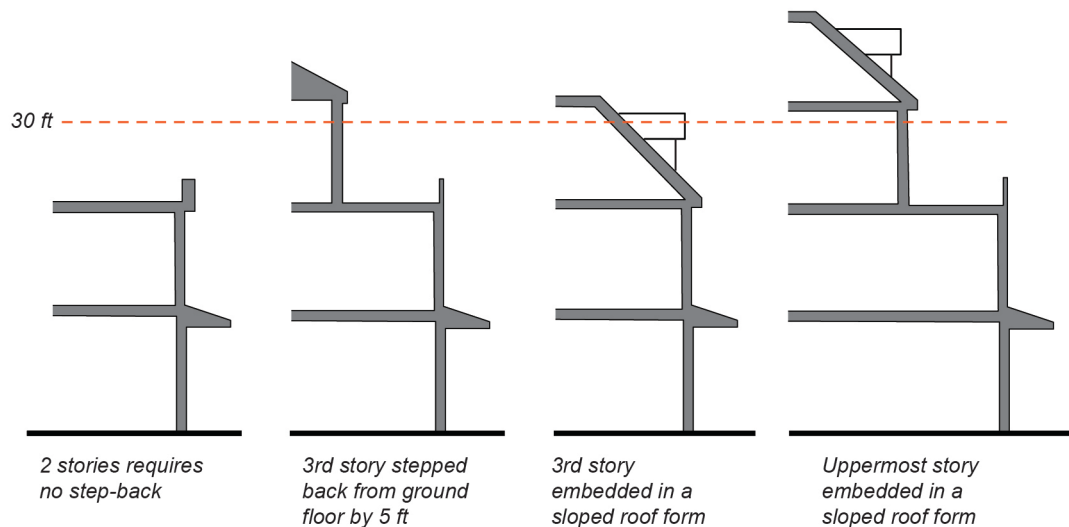 30 ft
2 stories requires
no step-back
3rd story stepped
back from ground
floor by 5 ft
3rd story
embedded in a
sloped roof form
Uppermost story
embedded in a
sloped roof form